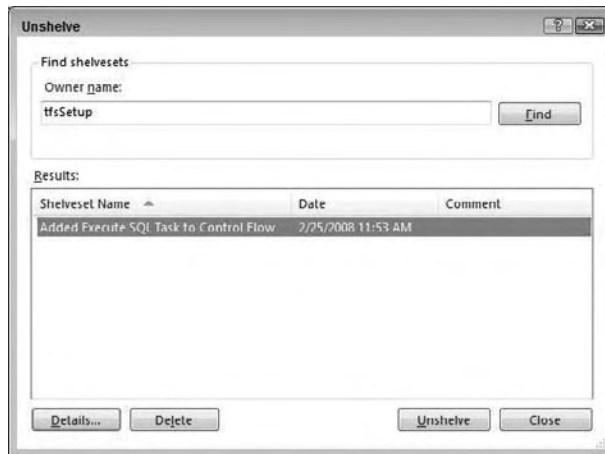 Unshelve
Find shelvesets
Owner name:
tfsSetup
Find
Results:
Shelveset Name Date Comment
Added Execute SQL Task to Control Flow 2/25/2008 11:53 AM
Details... Delete Unshelve Close